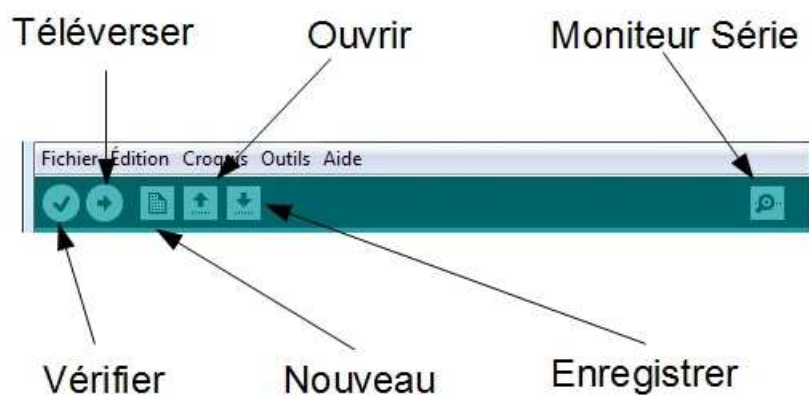 Téléverser Ouvrir Moniteur Série
Fichier Édition Croquis Outils Aide
Vérifier Nouveau Enregistrer